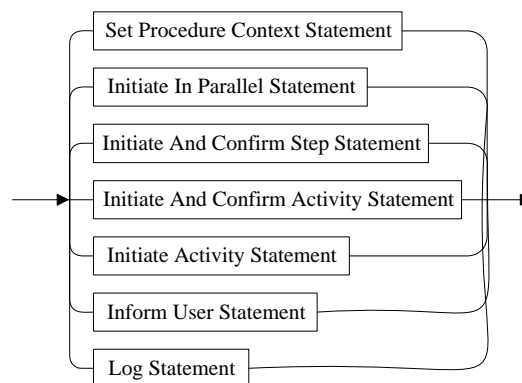 Set Procedure Context Statement
Initiate In Parallel Statement
Initiate And Confirm Step Statement
Initiate And Confirm Activity Statement
Initiate Activity Statement
Inform User Statement
Log Statement